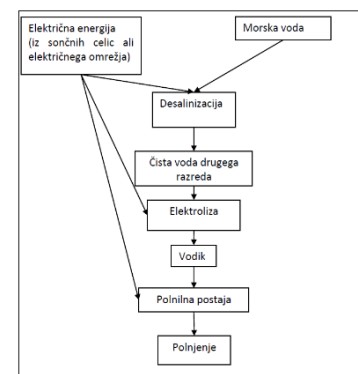 Električna energija
(iz sončnih celic ali
električnega omrežja)
Morska voda
Desalinizacija
Čista voda drugega
razreda
Elektroliza
Vodik
Polnilna postaja
Polnjenje